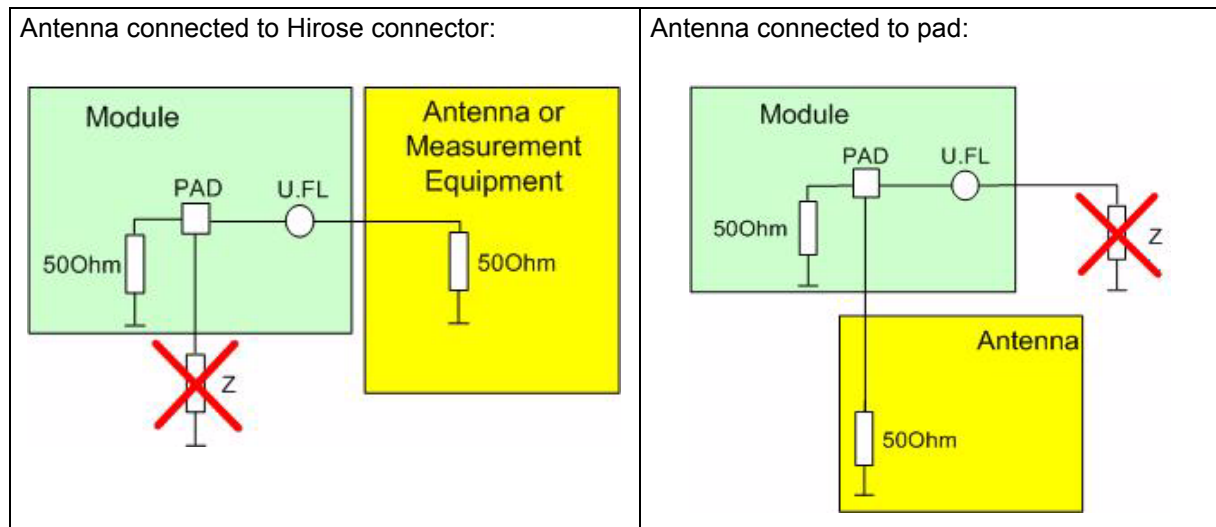 Antenna connected to Hirose connector:
Module
PAD
U.FL
50Ohm
Z
Antenna or
Measurement
Equipment
50Ohm
Antenna connected to pad:
Module
PAD
U.FL
50Ohm
Z
Antenna
50Ohm